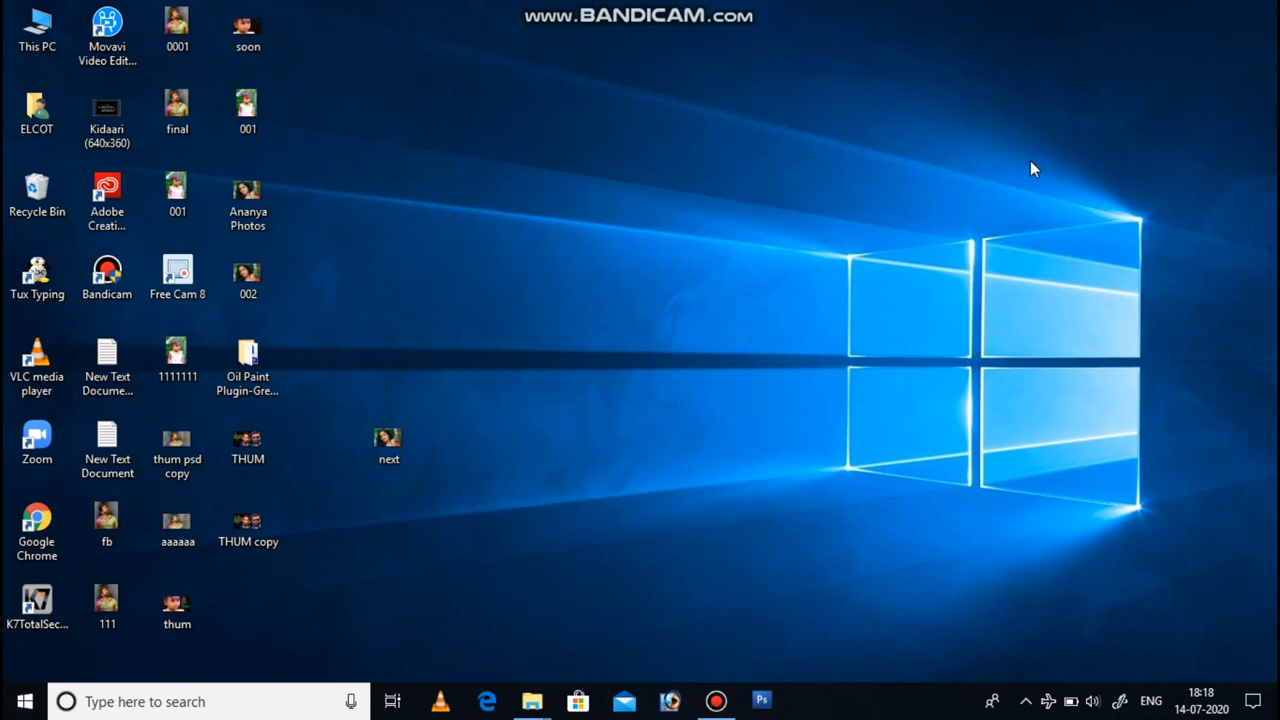 www.BANDICAM.com
This PC
Movavi
Video Edit...
0001
soon
ELCOT
Kidaari
(640x360)
final
001
Recycle Bin
Adobe
Creati...
001
Ananya
Photos
Tux Typing
Bandicam
Free Cam 8
002
VLC media
player
New Text
Docume...
1111111
Oil Paint
Plugin-Gre...
Zoom
New Text
Document
thum psd
copy
THUM
next
Google
Chrome
fb
aaaaaa
THUM copy
K7TotalSec...
111
thum
Type here to search
Ps
ENG
18:18
14-07-2020